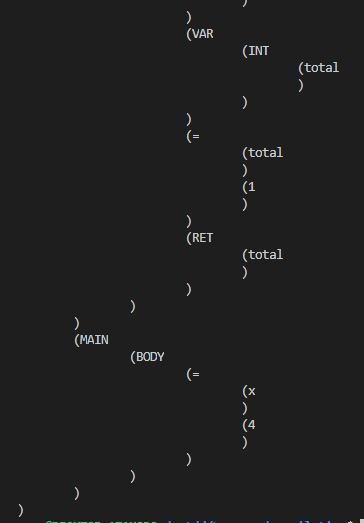 )
)
(VAR
(INT
(total
)
)
)
(=
(total
)
(1
)
)
(RET
(total
)
)
)
)
(MAIN
(BODY
(=
(x
)
(4
)
)
)
)
)